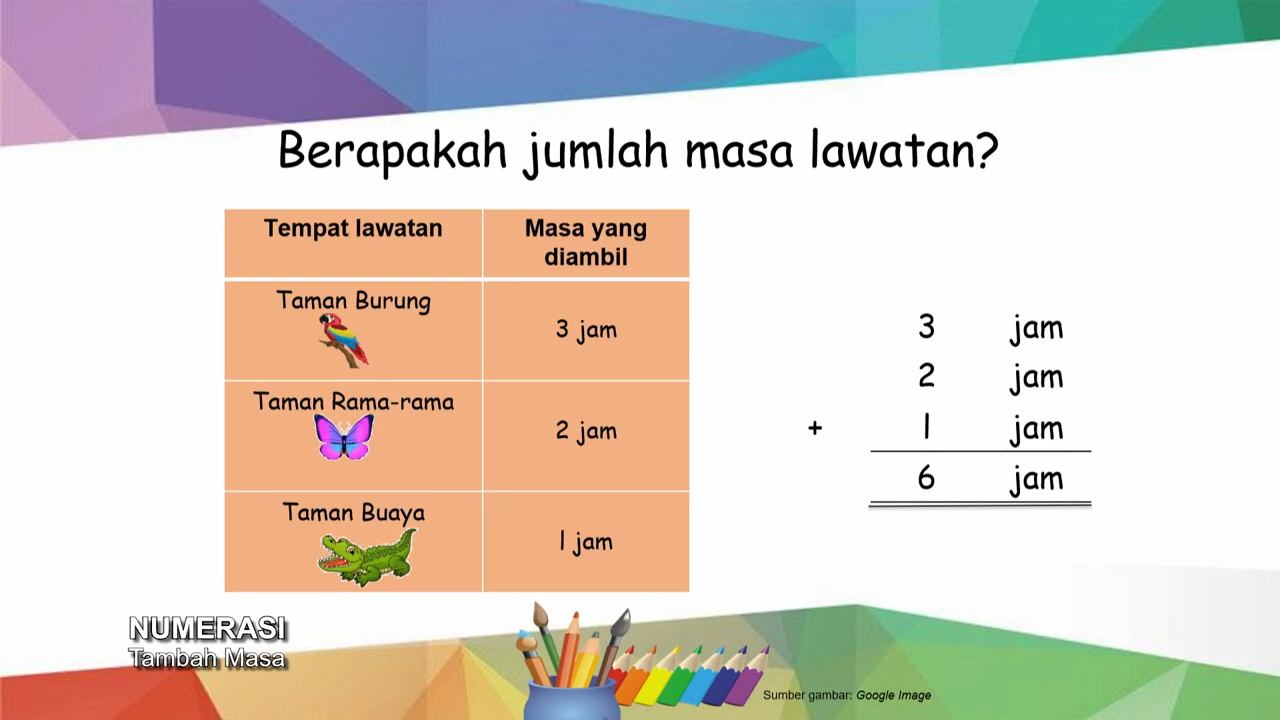 Berapakah jumlah masa lawatan?
Tempat lawatan
Masa yang
diambil
Taman Burung
3 jam
Taman Rama-rama
2 jam
Taman Buaya
1 jam
3 jam
2 jam
+ 1 jam
6 jam
NUMERASI
Tambah Masa
Sumber gambar: Google Image